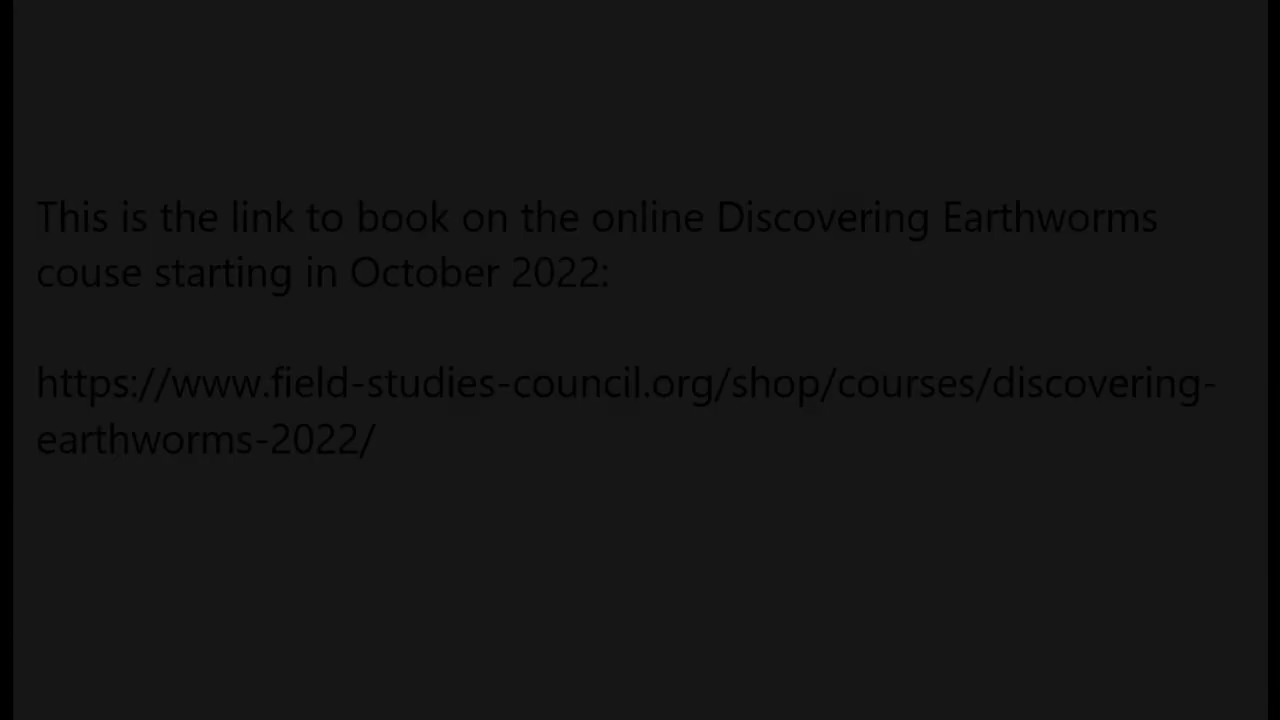 This is the link to book on the online Discovering Earthworms
couse starting in October 2022:
https://www.field-studies-council.org/shop/courses/discovering-
earthworms-2022/